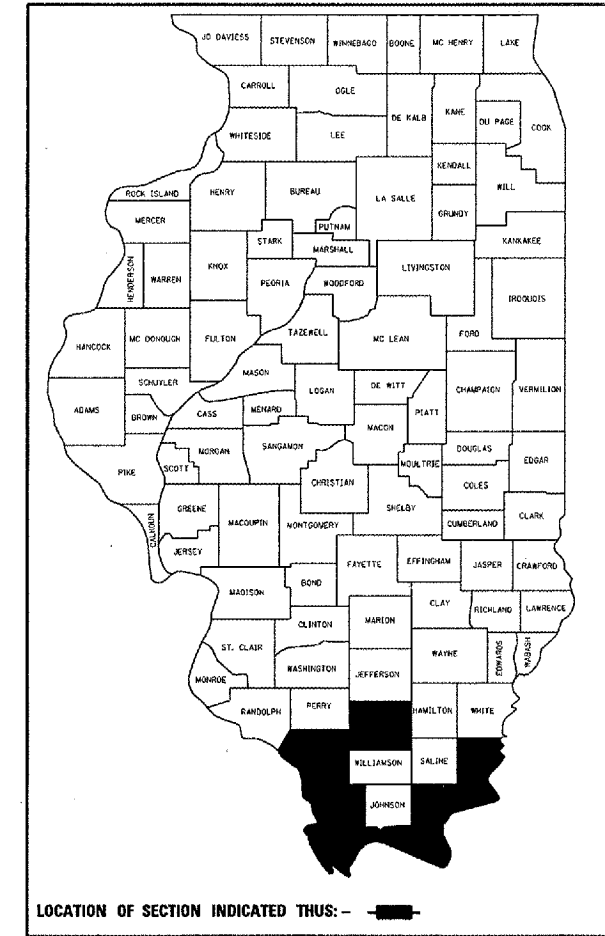 JO DAVIESS STEVENSON WINNEBAGO BOONE MC HENRY LAKE
CARROLL OGLE DE KALB KANE DU PAGE COOK
WHITESIDE LEE KENDALL WILL
ROCK ISLAND HENRY BUREAU LA SALLE GRUNDY
MERCER STARK PUTNAM KANKAKEE
HENDERSON WARREN KNOX MARSHALL LIVINGSTON
PEORIA WOODFORD IROQUOIS
HANCOCK MC DONOUGH FULTON TAZEWELL MC LEAN FORD
SCHUYLER MASON LOGAN DE WITT CHAMPAIGN VERMILION
ADAMS BROWN CASS MENARD MACON PIATT
PIKE SCOTT MORGAN SANGAMON MOULTRIE DOUGLAS EDGAR
CHRISTIAN COLES
CALHOUN GREENE MACOUPIN MONTGOMERY SHELBY CUMBERLAND CLARK
JERSEY FAYETTE EFFINGHAM JASPER CRAWFORD
MADISON BOND CLAY RICHLAND LAWRENCE
CLINTON MARION
ST. CLAIR WASHINGTON JEFFERSON WAYNE EDWARDS WABASH
MONROE
RANDOLPH PERRY HAMILTON WHITE
WILLIAMSON SALINE
JOHNSON
LOCATION OF SECTION INDICATED THUS: -